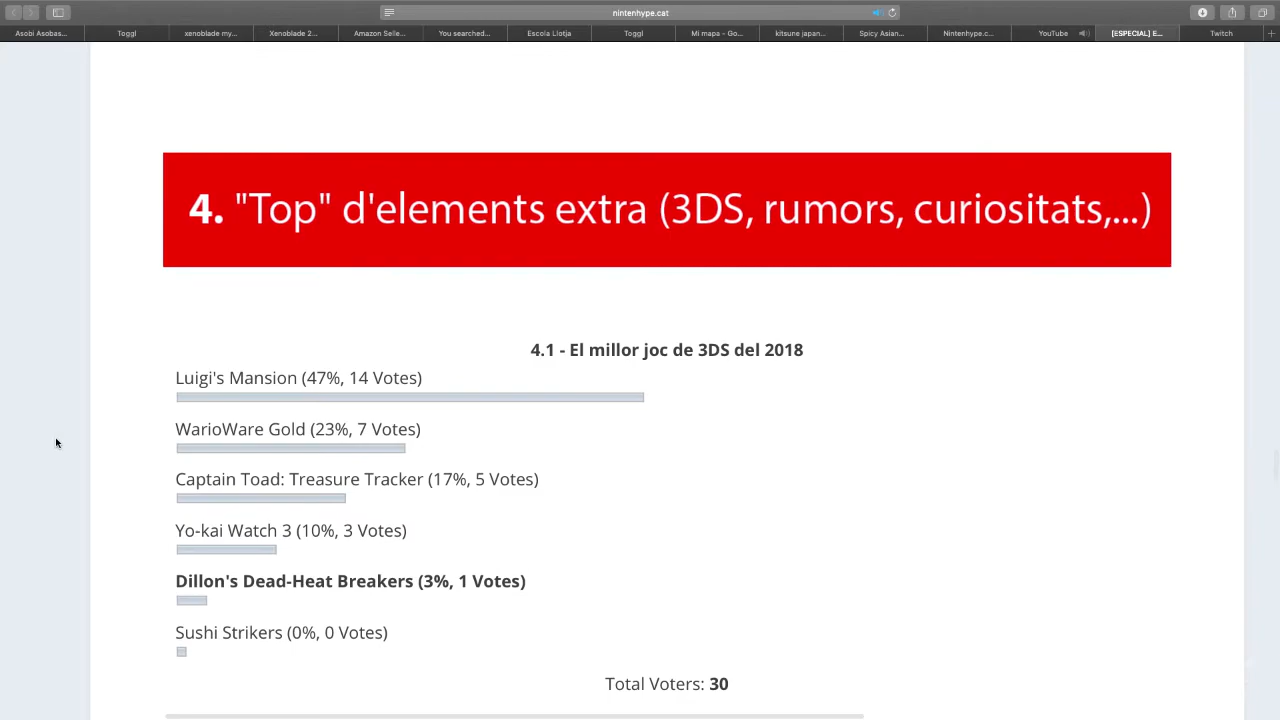 nintenhype.cat
Asobi Asobas...
Toggl
xenoblade my...
Xenoblade 2...
Amazon Selle...
You searched...
Escola Llotja
Toggl
Mi mapa – Go...
kitsune japan...
Spicy Asian...
Nintenhype.c...
YouTube
[ESPECIAL] E...
Twitch
4. "Top" d'elements extra (3DS, rumors, curiositats,...)
4.1 - El millor joc de 3DS del 2018
Luigi's Mansion (47%, 14 Votes)
WarioWare Gold (23%, 7 Votes)
Captain Toad: Treasure Tracker (17%, 5 Votes)
Yo-kai Watch 3 (10%, 3 Votes)
Dillon's Dead-Heat Breakers (3%, 1 Votes)
Sushi Strikers (0%, 0 Votes)
Total Voters: 30